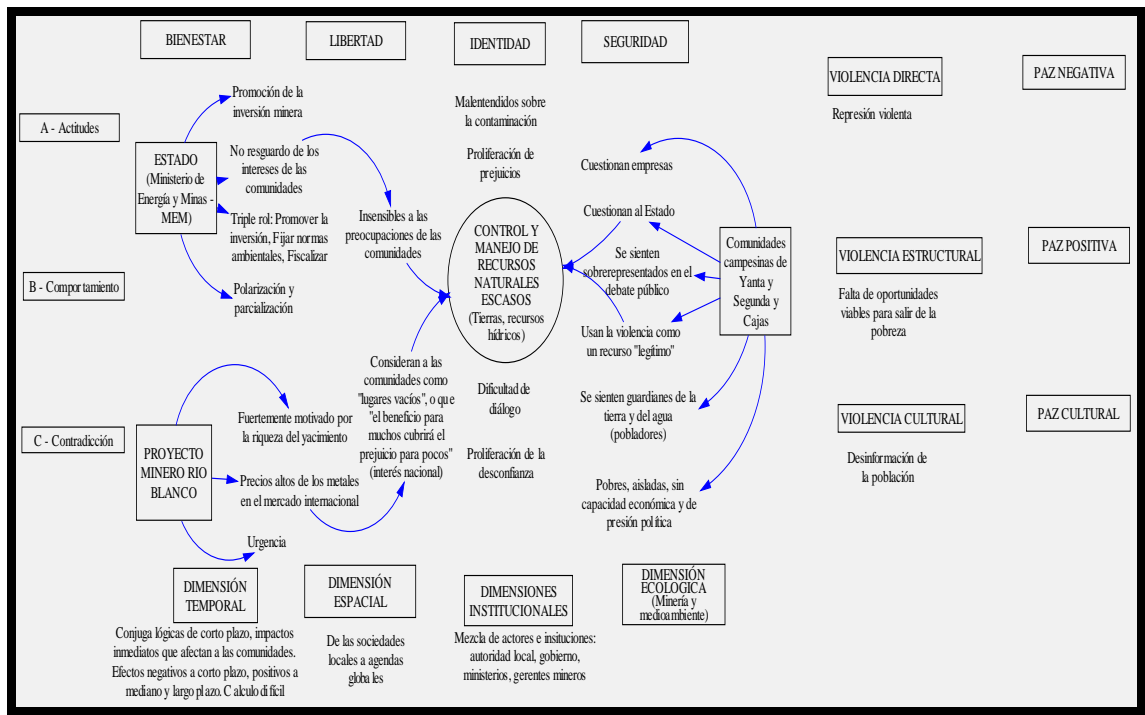 BIENESTAR
LIBERTAD
IDENTIDAD
SEGURIDAD
VIOLENCIA DIRECTA
PAZ NEGATIVA
Represión violenta
A - Actitudes
Promoción de la
inversión minera
ESTADO
(Ministerio de
Energía y Minas -
MEM)
No resguardo de los
intereses de las
comunidades
Triple rol: Promover la
inversión, Fijar normas
ambientales, Fiscalizar
Polarización y
parcialización
Insensibles a las
preocupaciones de las
comunidades
Malentendidos sobre
la contaminación
Proliferación de
prejuicios
CONTROL Y
MANEJO DE
RECURSOS
NATURALES
ESCASOS
(Tierras, recursos
hídricos)
Cuestionan empresas
Cuestionan al Estado
Se sienten
sobrerepresentados en el
debate público
Usan la violencia como
un recurso "legítimo"
Comunidades
campesinas de
Yanta y
Segunda y
Cajas
VIOLENCIA ESTRUCTURAL
PAZ POSITIVA
Falta de oportunidades
viables para salir de la
pobreza
B - Comportamiento
C - Contradicción
PROYECTO
MINERO RIO
BLANCO
Fuertemente motivado por
la riqueza del yacimiento
Precios altos de los metales
en el mercado internacional
Urgencia
Consideran a las
comunidades como
"lugares vacíos", o que
"el beneficio para
muchos cubrirá el
prejuicio para pocos"
(interés nacional)
Dificultad de
diálogo
Proliferación de la
desconfianza
Se sienten guardianes de la
tierra y del agua
(pobladores)
Pobres, aisladas, sin
capacidad económica y de
presión política
VIOLENCIA CULTURAL
PAZ CULTURAL
Desinformación de
la población
DIMENSIÓN
TEMPORAL
Conjuga lógicas de corto plazo, impactos
inmediatos que afectan a las comunidades.
Efectos negativos a corto plazo, positivos a
mediano y largo plazo. C alculo difícil
DIMENSIÓN
ESPACIAL
De las sociedades
locales a agendas
globales
DIMENSIONES
INSTITUCIONALES
Mezcla de actores e insituciones:
autoridad local, gobierno,
ministerios, gerentes mineros
DIMENSIÓN
ECOLOGICA
(Minería y
medioambiente)